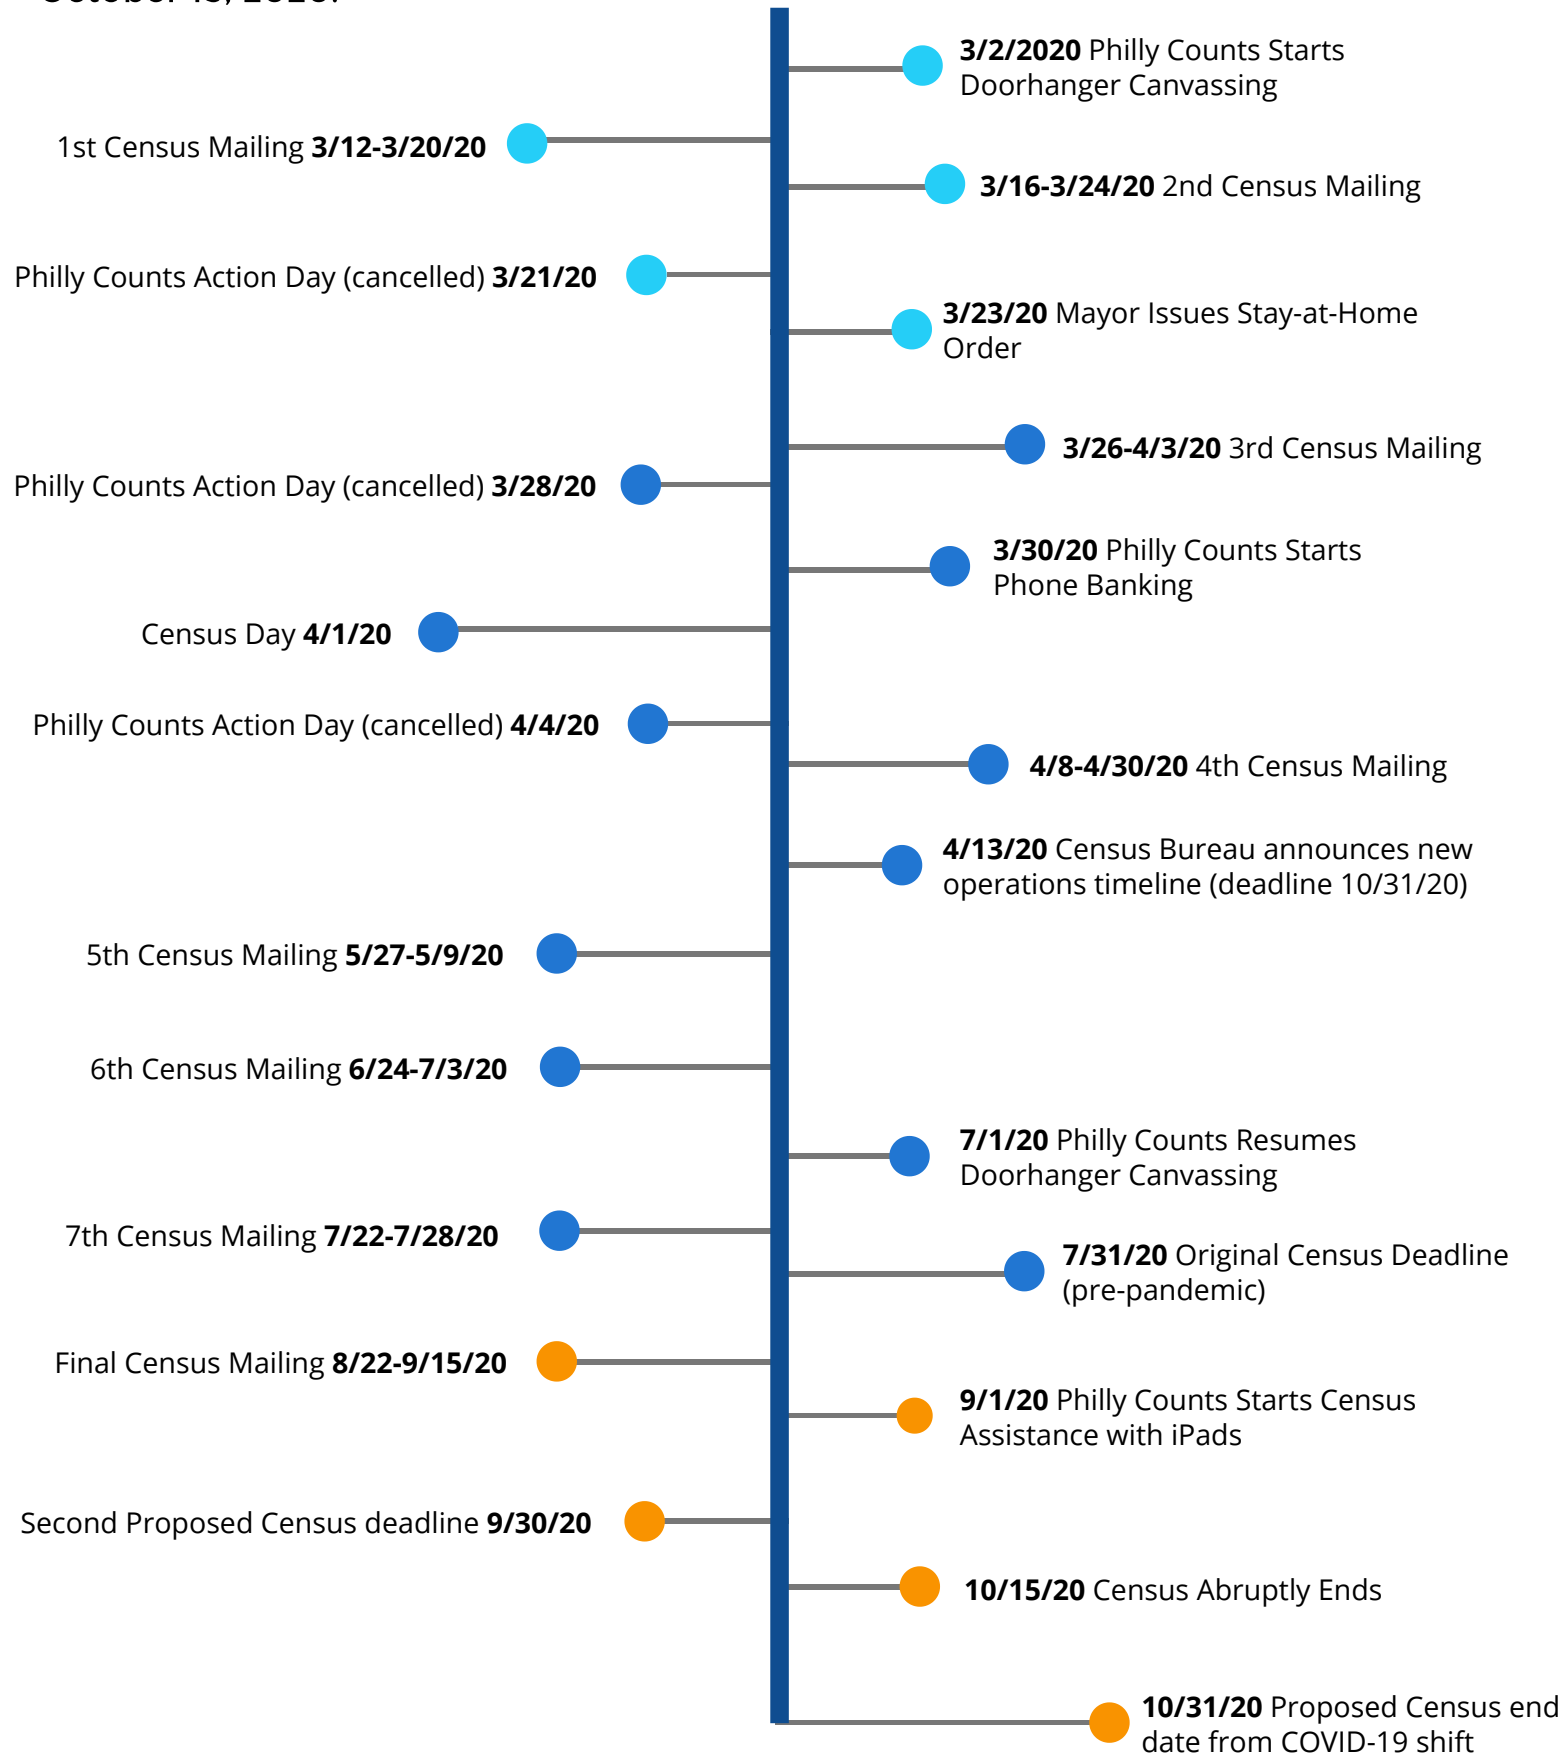 3/2/2020 Philly Counts Starts
Doorhanger Canvassing
1st Census Mailing 3/12-3/20/20
3/16-3/24/20 2nd Census Mailing
Philly Counts Action Day (cancelled) 3/21/20
3/23/20 Mayor Issues Stay-at-Home
Order
3/26-4/3/20 3rd Census Mailing
Philly Counts Action Day (cancelled) 3/28/20
3/30/20 Philly Counts Starts
Phone Banking
Census Day 4/1/20
Philly Counts Action Day (cancelled) 4/4/20
4/8-4/30/20 4th Census Mailing
4/13/20 Census Bureau announces new
operations timeline (deadline 10/31/20)
5th Census Mailing 5/27-5/9/20
6th Census Mailing 6/24-7/3/20
7/1/20 Philly Counts Resumes
Doorhanger Canvassing
7th Census Mailing 7/22-7/28/20
7/31/20 Original Census Deadline
(pre-pandemic)
Final Census Mailing 8/22-9/15/20
9/1/20 Philly Counts Starts Census
Assistance with iPads
Second Proposed Census deadline 9/30/20
10/15/20 Census Abruptly Ends
10/31/20 Proposed Census end
date from COVID-19 shift